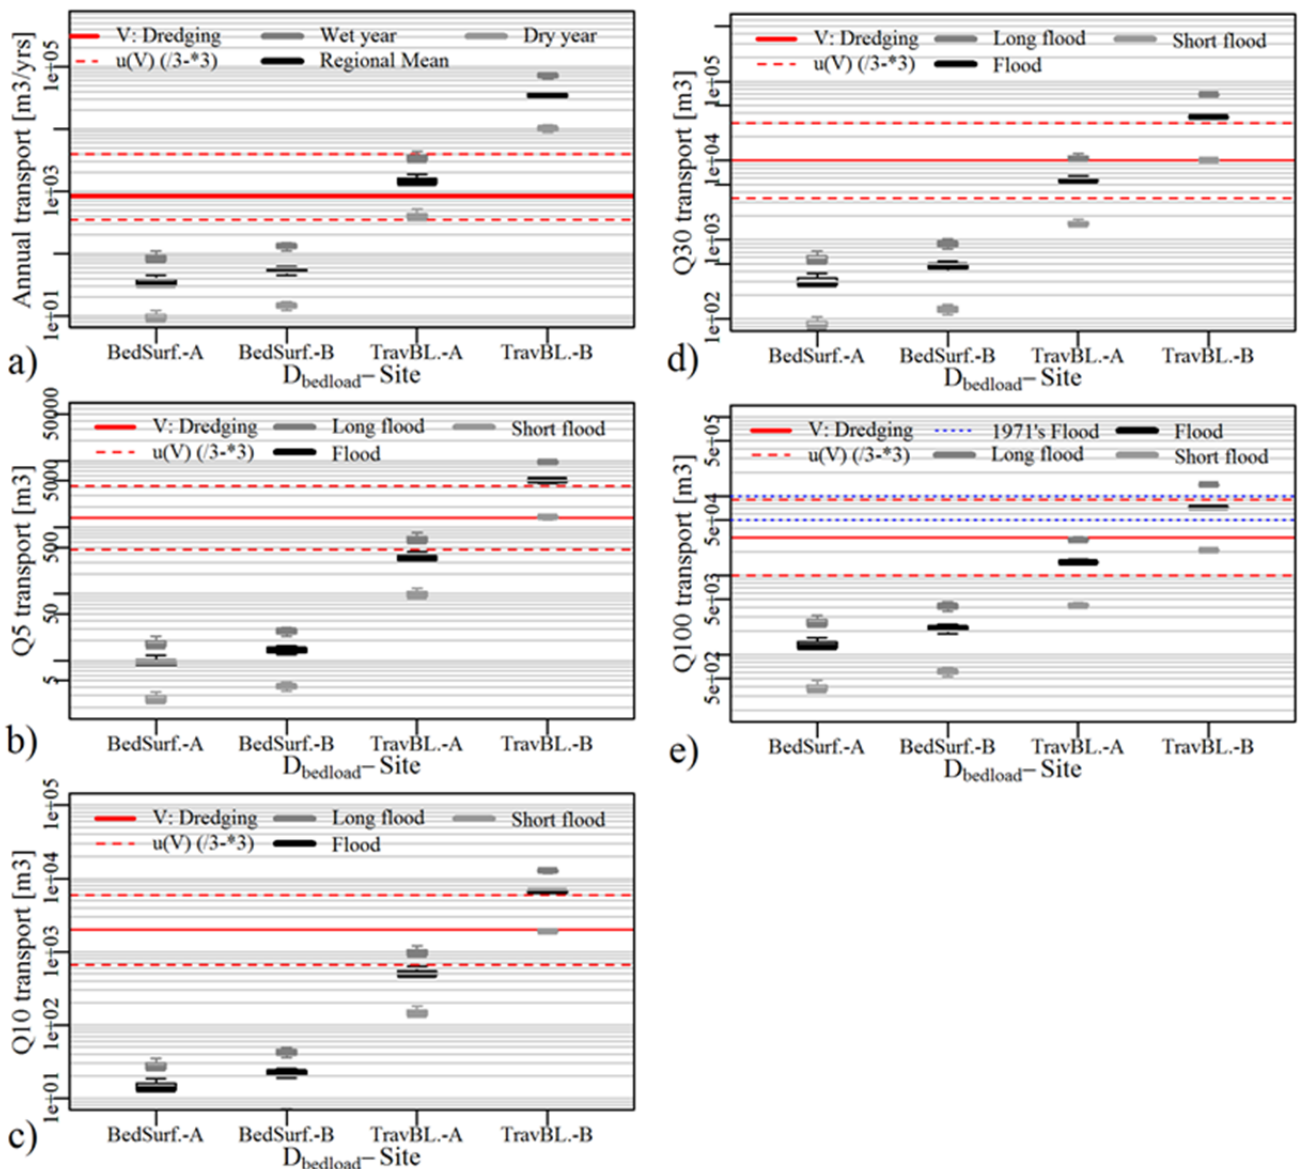 V: Dredging Wet year Dry year
u(V) (/3-*3) Regional Mean
Annual transport [m3/yrs]
1e+05
1e+03
1e+01
BedSurf.-A BedSurf.-B TravBL.-A TravBL.-B
a)
Dbedload– Site
V: Dredging Long flood Short flood
u(V) (/3-*3) Flood
Q5 transport [m3]
50000
5000
500
50
5
BedSurf.-A BedSurf.-B TravBL.-A TravBL.-B
b)
Dbedload– Site
V: Dredging Long flood Short flood
u(V) (/3-*3) Flood
Q10 transport [m3]
1e+05
1e+04
1e+03
1e+02
1e+01
BedSurf.-A BedSurf.-B TravBL.-A TravBL.-B
c)
Dbedload– Site
V: Dredging Long flood Short flood
u(V) (/3-*3) Flood
Q30 transport [m3]
1e+05
1e+04
1e+03
1e+02
BedSurf.-A BedSurf.-B TravBL.-A TravBL.-B
d)
Dbedload– Site
V: Dredging 1971's Flood Flood
u(V) (/3-*3) Long flood Short flood
Q100 transport [m3]
5e+05
5e+04
5e+03
5e+02
BedSurf.-A BedSurf.-B TravBL.-A TravBL.-B
e)
Dbedload– Site